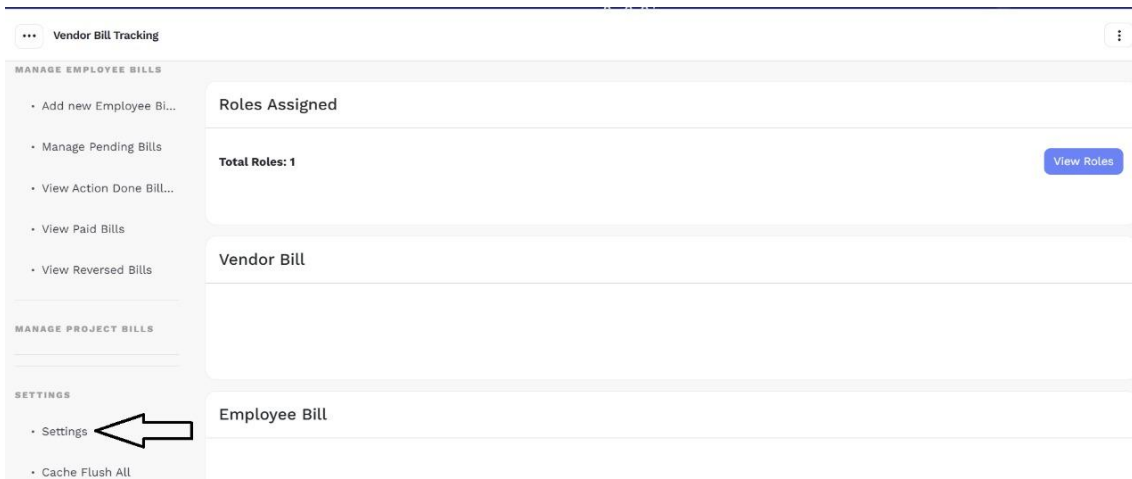 Vendor Bill Tracking
MANAGE EMPLOYEE BILLS
• Add new Employee Bi...
• Manage Pending Bills
• View Action Done Bill...
• View Paid Bills
• View Reversed Bills
MANAGE PROJECT BILLS
SETTINGS
• Settings
• Cache Flush All
Roles Assigned
Total Roles: 1
View Roles
Vendor Bill
Employee Bill